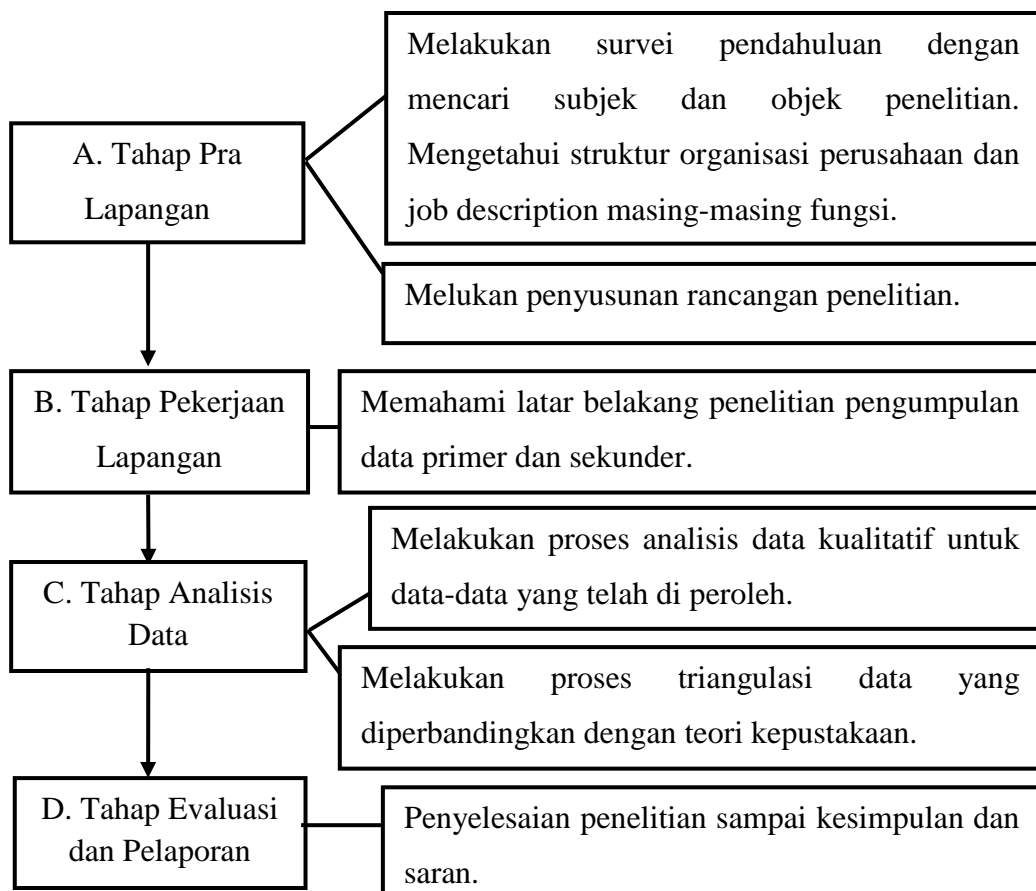 A. Tahap Pra
Lapangan
Melakukan survei pendahuluan dengan
mencari subjek dan objek penelitian.
Mengetahui struktur organisasi perusahaan dan
job description masing-masing fungsi.
Melukan penyusunan rancangan penelitian.
B. Tahap Pekerjaan
Lapangan
Memahami latar belakang penelitian pengumpulan
data primer dan sekunder.
C. Tahap Analisis
Data
Melakukan proses analisis data kualitatif untuk
data-data yang telah di peroleh.
Melakukan proses triangulasi data yang
diperbandingkan dengan teori kepustakaan.
D. Tahap Evaluasi
dan Pelaporan
Penyelesaian penelitian sampai kesimpulan dan
saran.